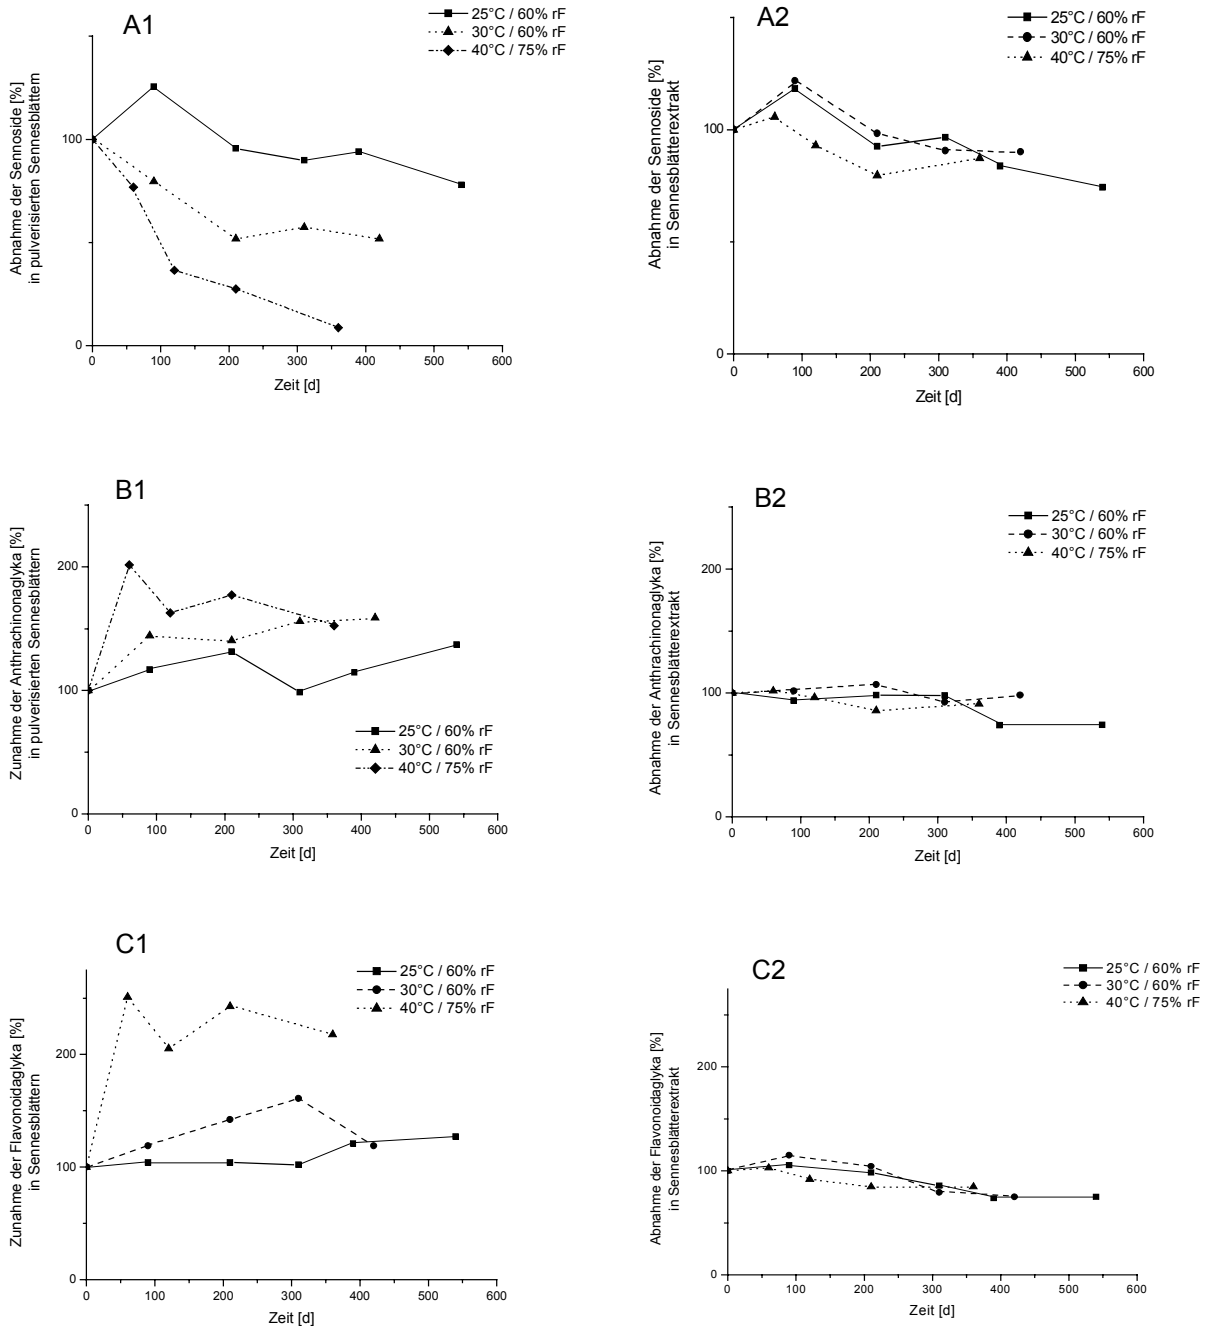 A1
25°C / 60% rF
30°C / 60% rF
40°C / 75% rF
Abnahme der Sennoside [%]
in pulverisierten Sennesblättern
100
0
0 100 200 300 400 500 600
Zeit [d]
A2
25°C / 60% rF
30°C / 60% rF
40°C / 75% rF
Abnahme der Sennoside [%]
in Sennesblätterextrakt
100
0
0 100 200 300 400 500 600
Zeit [d]
B1
Zunahme der Anthrachinonaglyka [%]
in pulverisierten Sennesblättern
200
100
0
25°C / 60% rF
30°C / 60% rF
40°C / 75% rF
0 100 200 300 400 500 600
Zeit [d]
B2
25°C / 60% rF
30°C / 60% rF
40°C / 75% rF
Abnahme der Anthrachinonaglyka [%]
in Sennesblätterextrakt
200
100
0
0 100 200 300 400 500 600
Zeit [d]
C1
25°C / 60% rF
30°C / 60% rF
40°C / 75% rF
Zunahme der Flavonoidaglyka [%]
in Sennesblättern
200
100
0
0 100 200 300 400 500 600
Zeit [d]
C2
25°C / 60% rF
30°C / 60% rF
40°C / 75% rF
Abnahme der Flavonoidaglyka [%]
in Sennesblätterextrakt
200
100
0
0 100 200 300 400 500 600
Zeit [d]